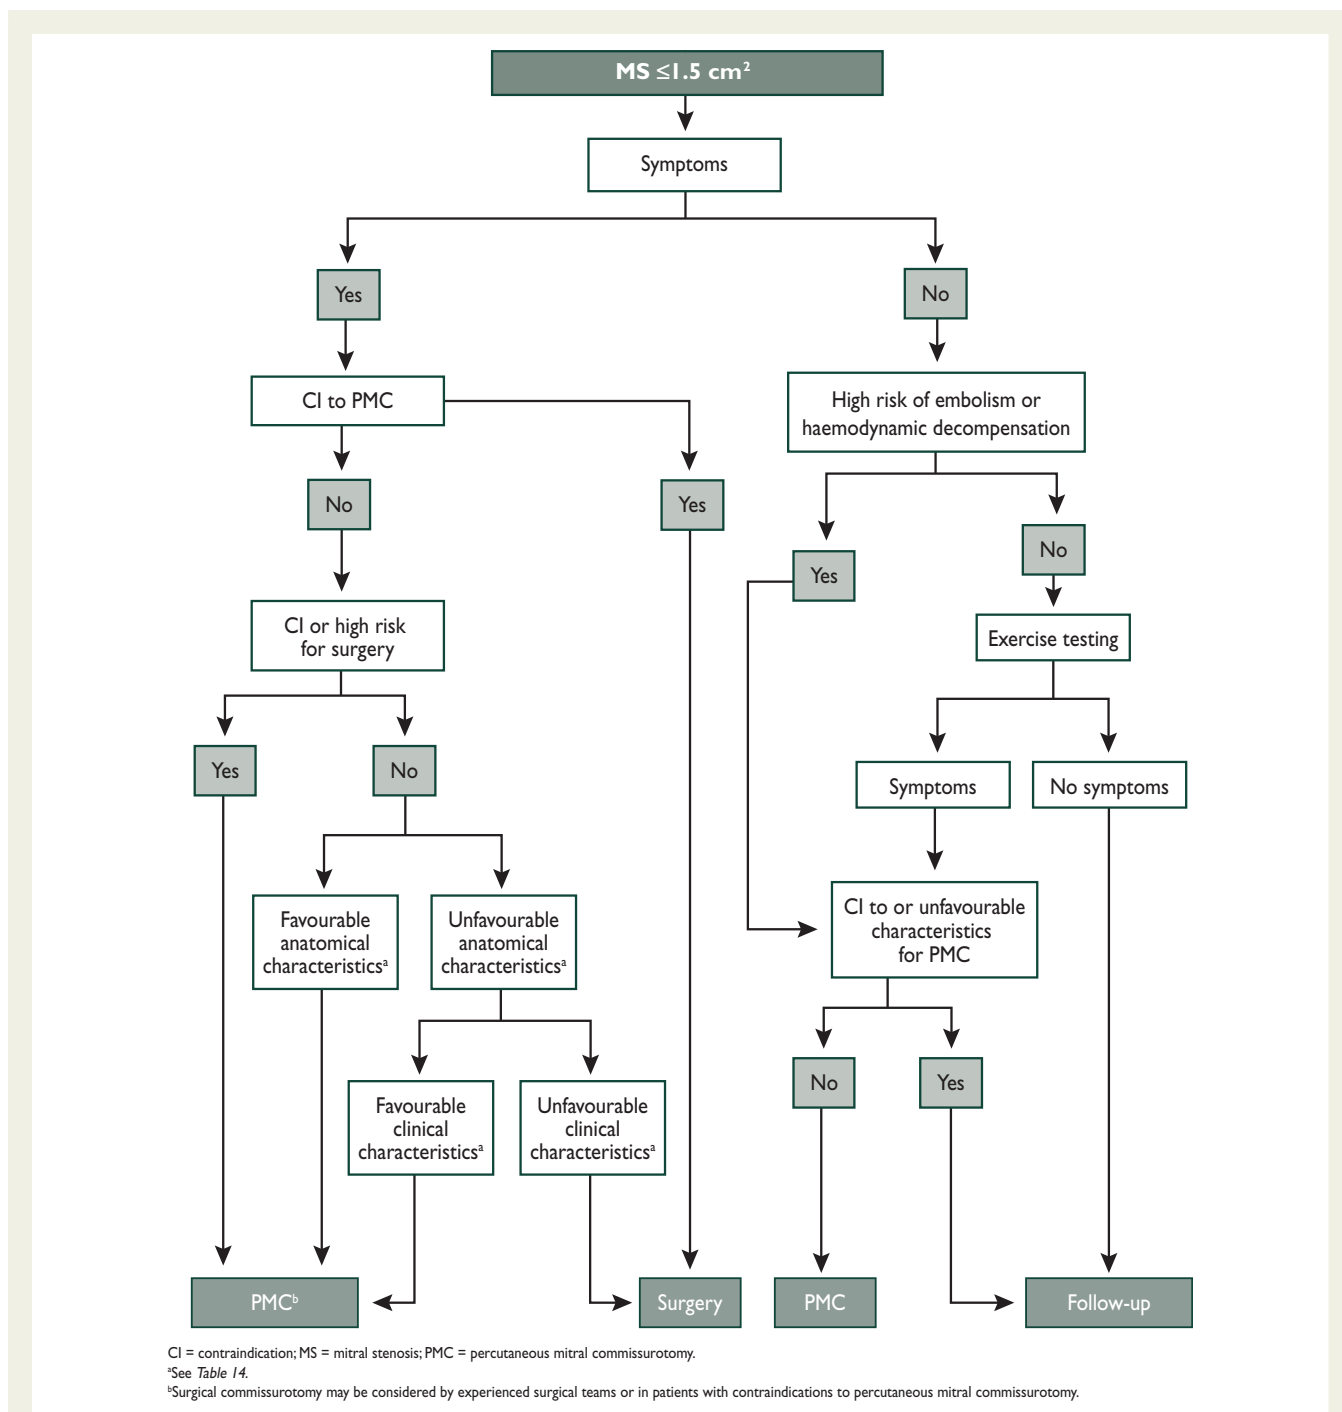 MS ≤1.5 cm²
Symptoms
Yes
No
CI to PMC
High risk of embolism or
haemodynamic decompensation
No
Yes
Yes
No
CI or high risk
for surgery
Exercise testing
Yes
No
Symptoms
No symptoms
Favourable
anatomical
characteristicsᵃ
Unfavourable
anatomical
characteristicsᵃ
CI to or unfavourable
characteristics
for PMC
Favourable
clinical
characteristicsᵃ
Unfavourable
clinical
characteristicsᵃ
No
Yes
PMCᵇ
Surgery
PMC
Follow-up
CI = contraindication; MS = mitral stenosis; PMC = percutaneous mitral commissurotomy.
ᵃSee Table 14.
ᵇSurgical commissurotomy may be considered by experienced surgical teams or in patients with contraindications to percutaneous mitral commissurotomy.